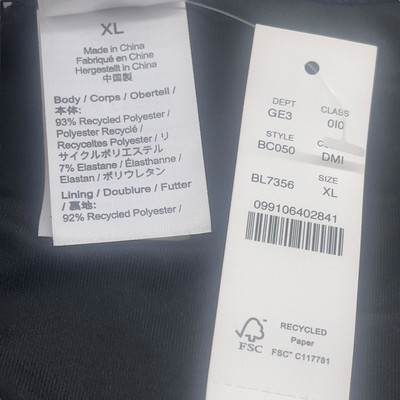 XL
Made in China
Fabriqué en Chine
Hergestellt in China
中国製
Body / Corps / Oberteil /
本体:
93% Recycled Polyester /
Polyester Recyclé /
Recyceltes Polyester / リ
サイクルポリエステル
7% Elastane / Élasthanne /
Elastan / ポリウレタン
Lining / Doublure / Futter
/ 裏地:
92% Recycled Polyester /
DEPT CLASS
GE3 010
STYLE
BC050 DMI
SIZE
BL7356 XL
099106402841
FSC
RECYCLED
Paper
FSC™ C117781